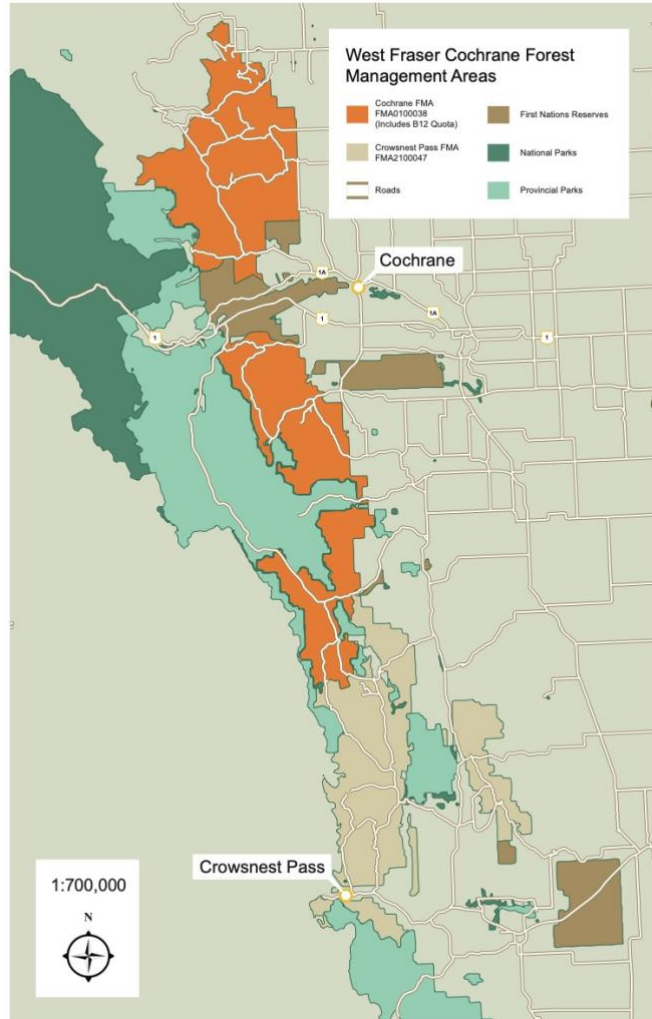 West Fraser Cochrane Forest
Management Areas
Cochrane FMA
FMA0100038
(Includes B12 Quota)
First Nations Reserves
Crowsnest Pass FMA
FMA2100047
National Parks
Roads
Provincial Parks
Cochrane
1A
1
1A
1
1
Crowsnest Pass
1:700,000
N